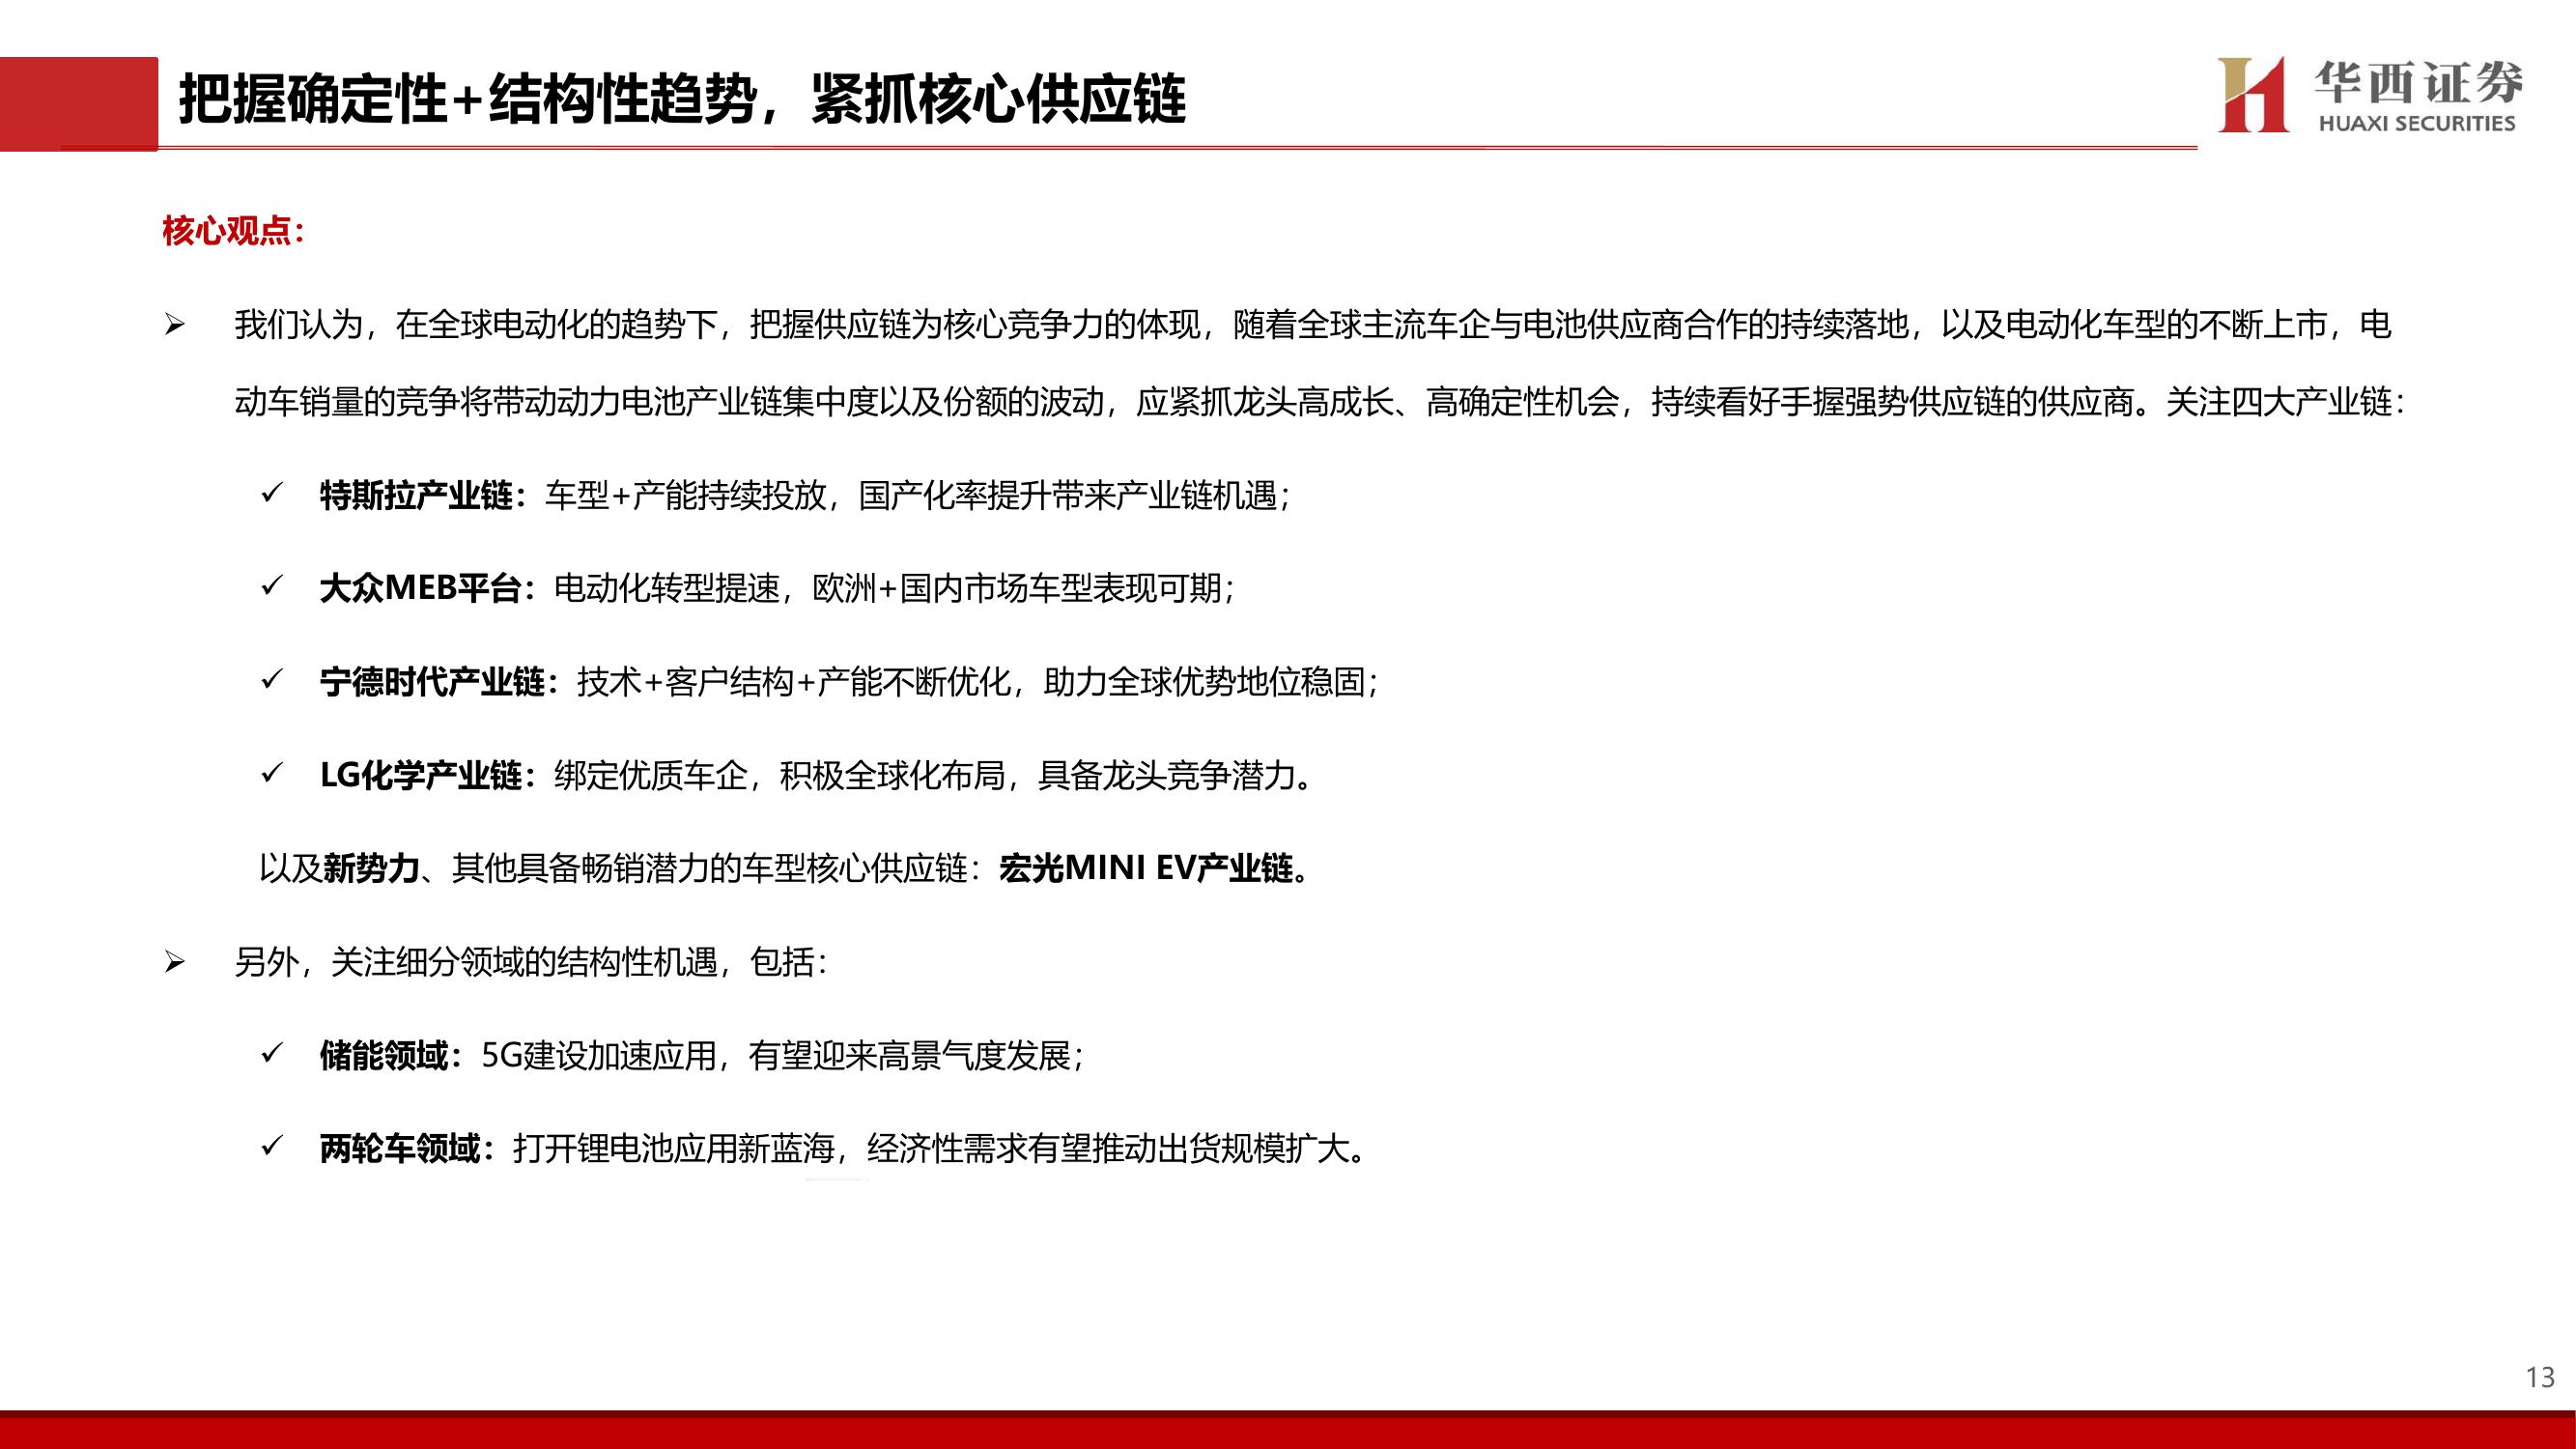 把握确定性+结构性趋势，紧抓核心供应链
华西证券
HUAXI SECURITIES
核心观点：
➢ 我们认为，在全球电动化的趋势下，把握供应链为核心竞争力的体现，随着全球主流车企与电池供应商合作的持续落地，以及电动化车型的不断上市，电
动车销量的竞争将带动动力电池产业链集中度以及份额的波动，应紧抓龙头高成长、高确定性机会，持续看好手握强势供应链的供应商。关注四大产业链：
✓ 特斯拉产业链：车型+产能持续投放，国产化率提升带来产业链机遇；
✓ 大众MEB平台：电动化转型提速，欧洲+国内市场车型表现可期；
✓ 宁德时代产业链：技术+客户结构+产能不断优化，助力全球优势地位稳固；
✓ LG化学产业链：绑定优质车企，积极全球化布局，具备龙头竞争潜力。
以及新势力、其他具备畅销潜力的车型核心供应链：宏光MINI EV产业链。
➢ 另外，关注细分领域的结构性机遇，包括：
✓ 储能领域：5G建设加速应用，有望迎来高景气度发展；
✓ 两轮车领域：打开锂电池应用新蓝海，经济性需求有望推动出货规模扩大。
13